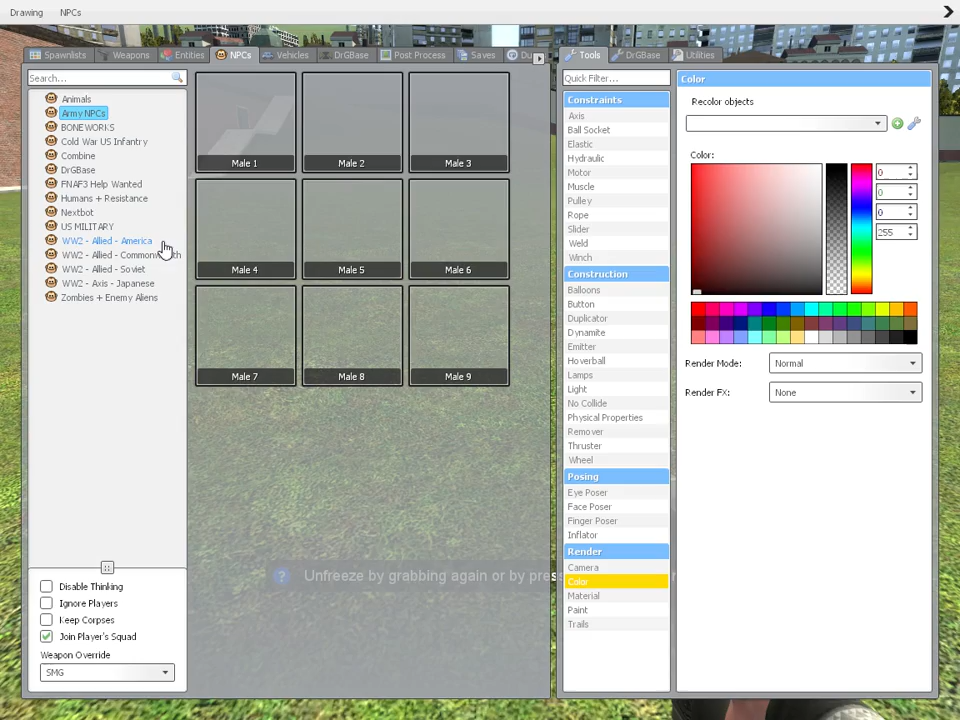 Drawing NPCs
Spawnlists Weapons Entities NPCs Vehicles DrGBase Post Process Saves Du
Tools DrGBase Utilities
Search...
Animals
Army NPCs
BONEWORKS
Cold War US Infantry
Combine
DrGBase
FNAF3 Help Wanted
Humans + Resistance
Nextbot
US MILITARY
WW2 - Allied - America
WW2 - Allied - Common th
WW2 - Allied - Soviet
WW2 - Axis - Japanese
Zombies + Enemy Aliens
Disable Thinking
Ignore Players
Keep Corpses
Join Player's Squad
Weapon Override
SMG
Male 1 Male 2 Male 3
Male 4 Male 5 Male 6
Male 7 Male 8 Male 9
Unfreeze by grabbing again or by pres
Quick Filter...
Constraints
Axis
Ball Socket
Elastic
Hydraulic
Motor
Muscle
Pulley
Rope
Slider
Weld
Winch
Construction
Balloons
Button
Duplicator
Dynamite
Emitter
Hoverball
Lamps
Light
No Collide
Physical Properties
Remover
Thruster
Wheel
Posing
Eye Poser
Face Poser
Finger Poser
Inflator
Render
Camera
Color
Material
Paint
Trails
Color
Recolor objects
Color:
0
0
0
255
Render Mode: Normal
Render FX: None